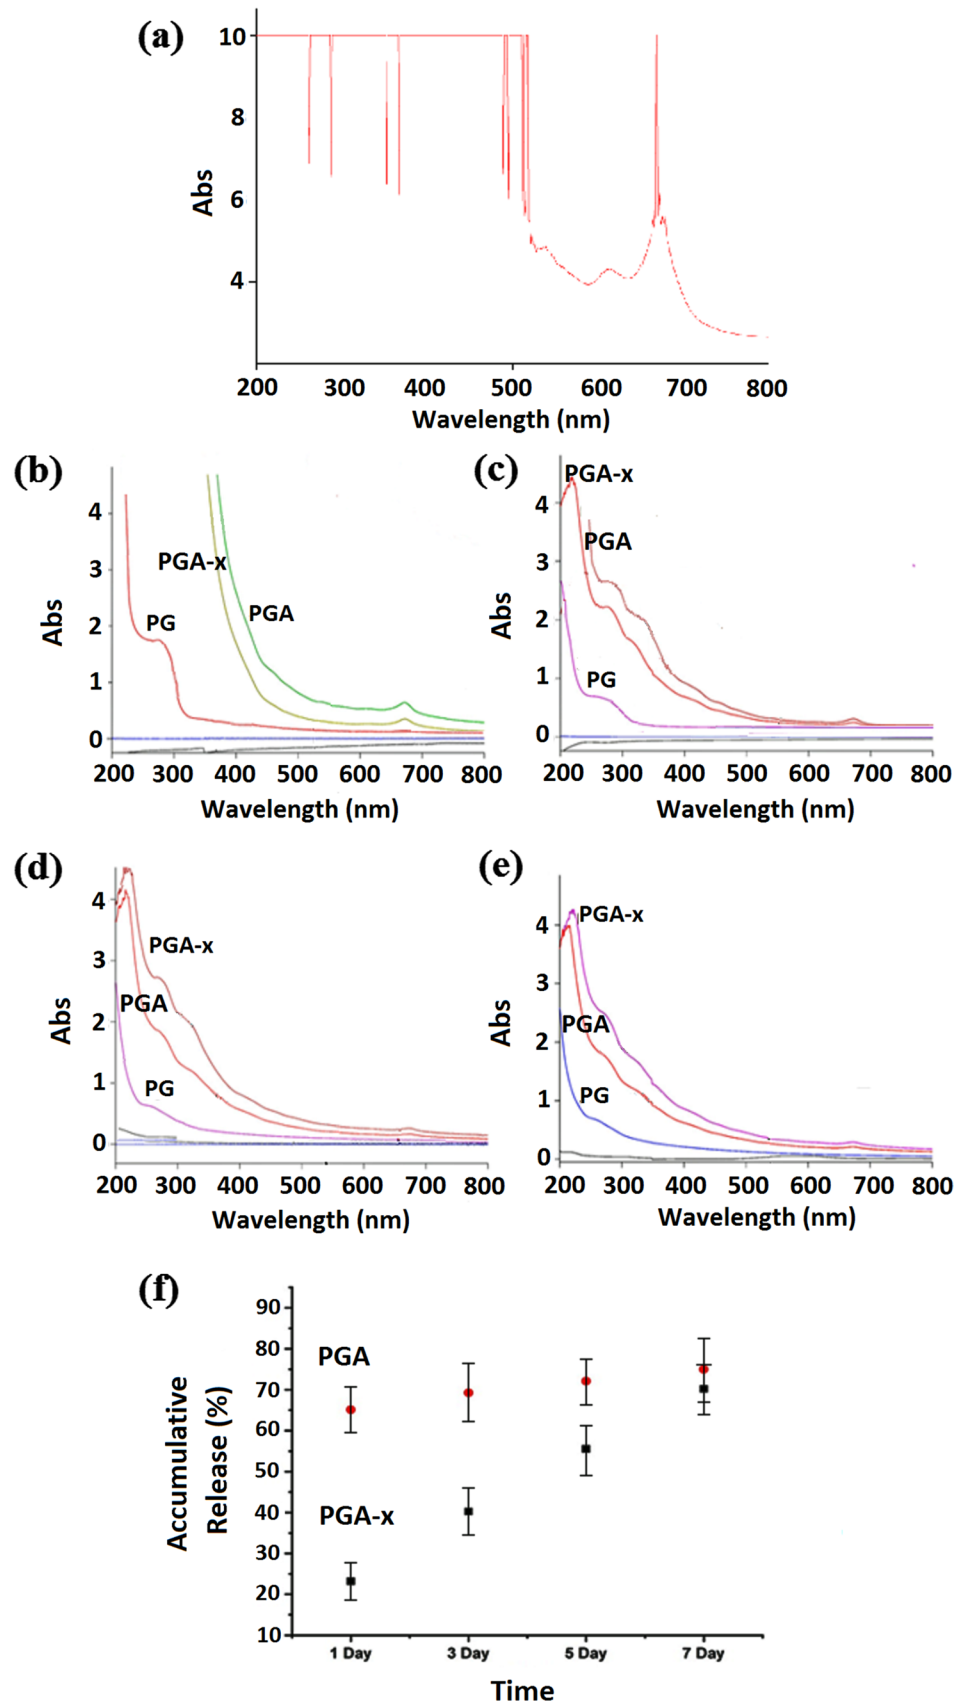 (a)
10
8
6
4
Abs
200 300 400 500 600 700 800
Wavelength (nm)
(b)
4
3
2
1
0
Abs
PGA-x
PG
PGA
200 300 400 500 600 700 800
Wavelength (nm)
(c)
4
3
2
1
0
Abs
PGA-x
PGA
PG
200 300 400 500 600 700 800
Wavelength (nm)
(d)
4
3
2
1
0
Abs
PGA-x
PGA
PG
200 300 400 500 600 700 800
Wavelength (nm)
(e)
4
3
2
1
0
Abs
PGA-x
PGA
PG
200 300 400 500 600 700 800
Wavelength (nm)
(f)
90
80
70
60
50
40
30
20
10
Accumulative
Release (%)
PGA
PGA-x
1 Day 3 Day 5 Day 7 Day
Time